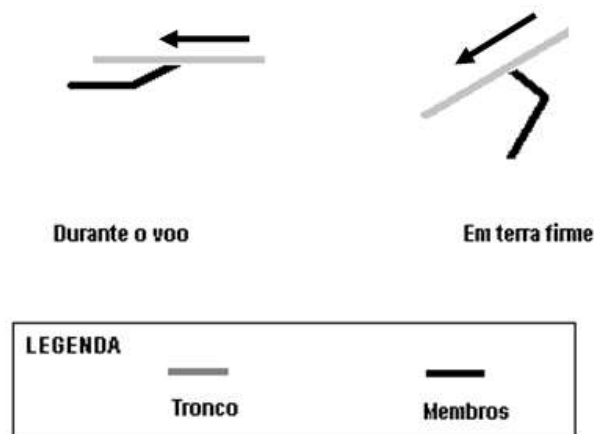 Durante o voo
Em terra firme
LEGENDA
Tronco
Membros